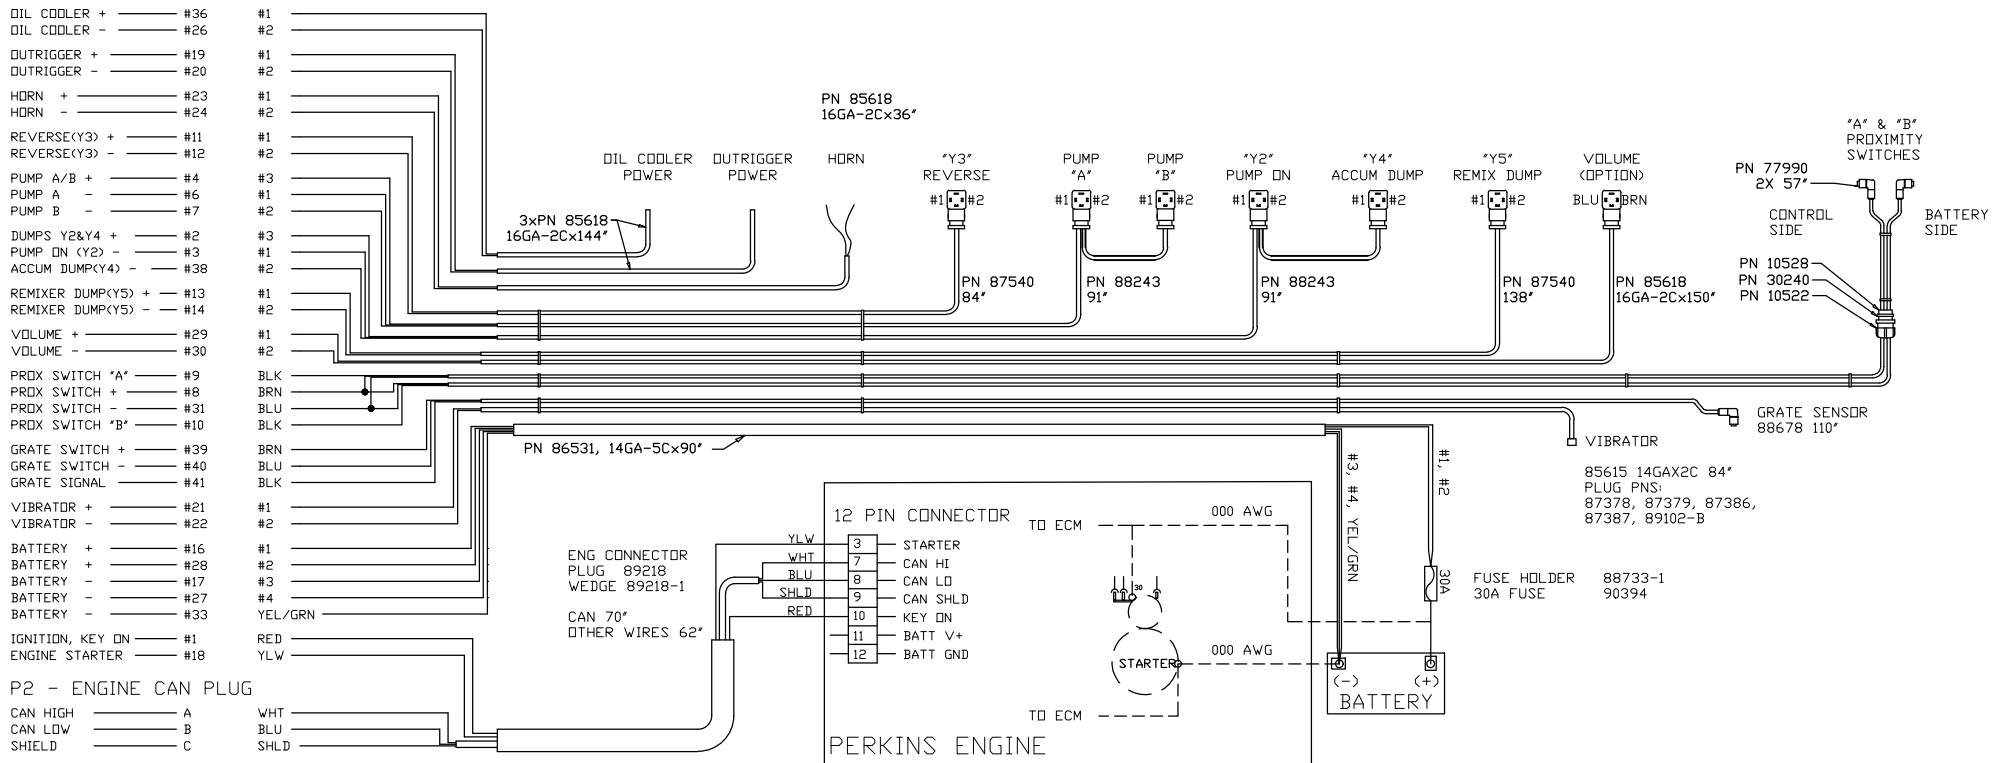 OIL COOLER + #36 #1
OIL COOLER - #26 #2
OUTRIGGER + #19 #1
OUTRIGGER - #20 #2
HORN + #23 #1
HORN - #24 #2
REVERSE(Y3) + #11 #1
REVERSE(Y3) - #12 #2
PUMP A/B + #4 #3
PUMP A - #6 #1
PUMP B - #7 #2
DUMPS Y2&Y4 + #2 #3
PUMP ON (Y2) - #3 #1
ACCUM DUMP(Y4) - #38 #2
REMIXER DUMP(Y5) + #13 #1
REMIXER DUMP(Y5) - #14 #2
VOLUME + #29 #1
VOLUME - #30 #2
PROX SWITCH "A" #9 BLK
PROX SWITCH + #8 BRN
PROX SWITCH - #31 BLU
PROX SWITCH "B" #10 BLK
GRATE SWITCH + #39 BRN
GRATE SWITCH - #40 BLU
GRATE SIGNAL #41 BLK
VIBRATOR + #21 #1
VIBRATOR - #22 #2
BATTERY + #16 #1
BATTERY + #28 #2
BATTERY - #17 #3
BATTERY - #27 #4
BATTERY - #33 YEL/GRN
IGNITION, KEY ON #1 RED
ENGINE STARTER #18 YLW
P2 - ENGINE CAN PLUG
CAN HIGH A WHT
CAN LOW B BLU
SHIELD C SHLD
PN 85618
16GA-2Cx36"
OIL COOLER
POWER
OUTRIGGER
POWER
HORN
3xPN 85618
16GA-2Cx144"
"Y3"
REVERSE
#1 #2
PN 87540
84"
PUMP
"A"
#1 #2
PN 88243
91"
PUMP
"B"
#1 #2
"Y2"
PUMP ON
#1 #2
PN 88243
91"
"Y4"
ACCUM DUMP
#1 #2
"Y5"
REMIX DUMP
#1 #2
PN 87540
138"
VOLUME
(OPTION)
BLU BRN
PN 85618
16GA-2Cx150"
"A" & "B"
PROXIMITY
SWITCHES
PN 77990
2X 57"
CONTROL
SIDE
BATTERY
SIDE
PN 10528
PN 30240
PN 10522
GRATE SENSOR
88678 110"
VIBRATOR
85615 14GAX2C 84"
PLUG PNS:
87378, 87379, 87386,
87387, 89102-B
PN 86531, 14GA-5Cx90"
#3, #4, YEL/GRN
#1, #2
30A
FUSE HOLDER 88733-1
30A FUSE 90394
ENG CONNECTOR
PLUG 89218
WEDGE 89218-1
CAN 70"
OTHER WIRES 62"
12 PIN CONNECTOR
YLW 3 STARTER
WHT 7 CAN HI
BLU 8 CAN LO
SHLD 9 CAN SHLD
RED 10 KEY ON
11 BATT V+
12 BATT GND
TO ECM
000 AWG
30
STARTER
000 AWG
TO ECM
PERKINS ENGINE
(-) (+)
BATTERY